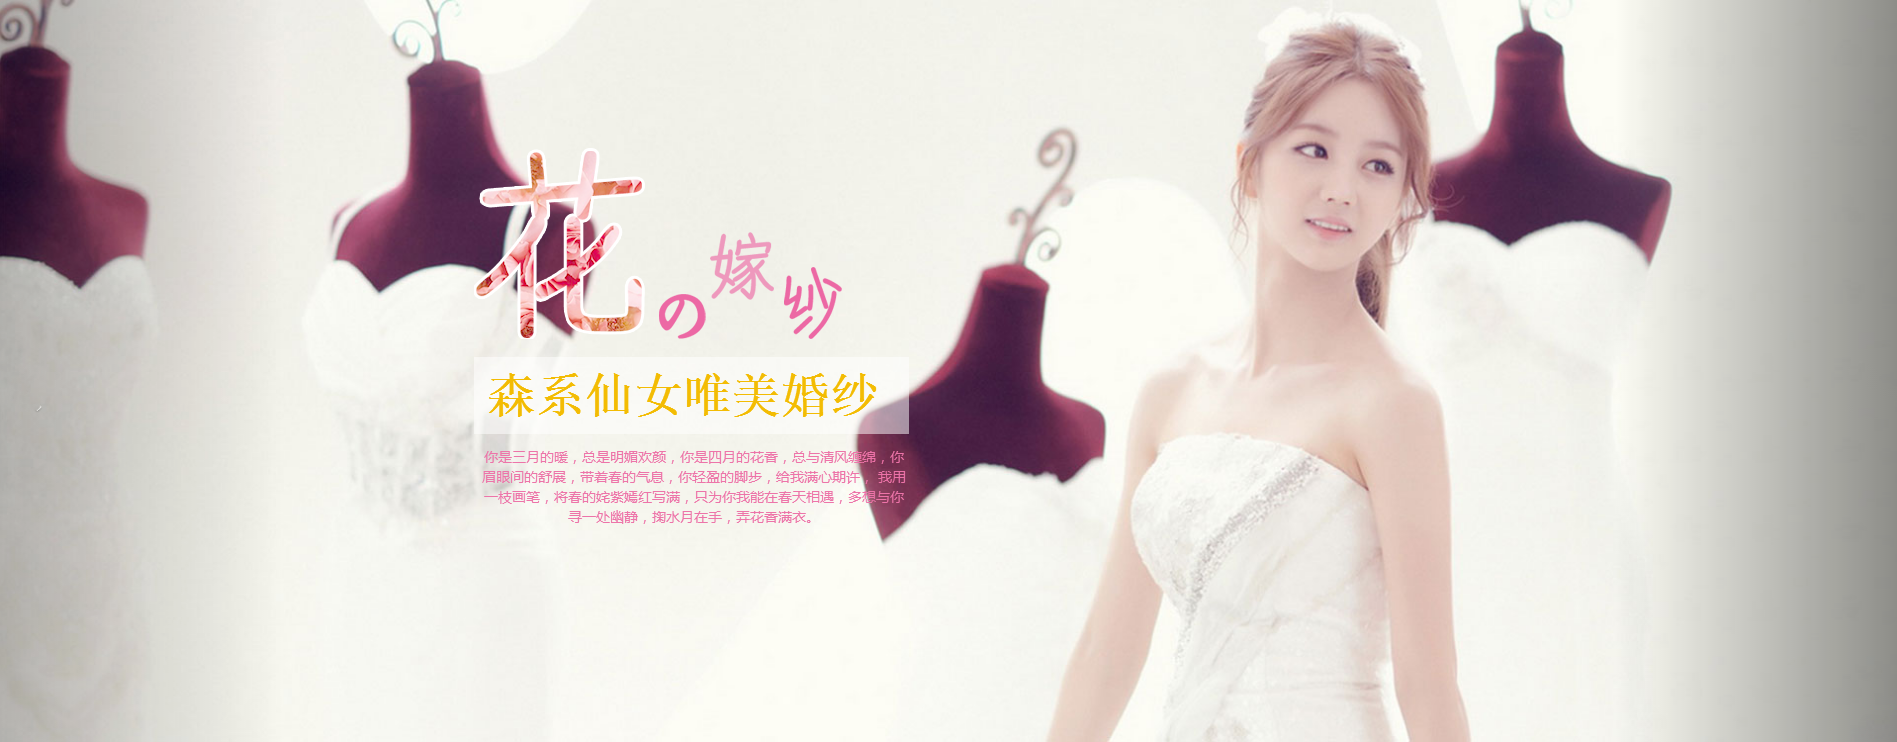 花の嫁纱
森系仙女唯美婚纱
你是三月的暖，总是明媚欢颜，你是四月的花香，总与清风缠绵，你
眉眼间的舒展，带着春的气息，你轻盈的脚步，给我满心期许， 我用
一枝画笔，将春的姹紫嫣红写满，只为你我能在春天相遇，多想与你
寻一处幽静，掬水月在手，弄花香满衣。